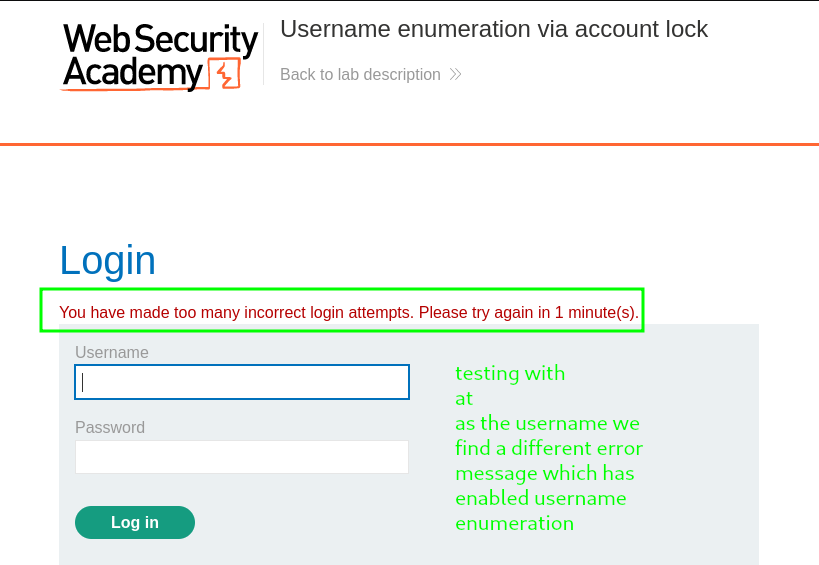 Web Security
Academy
Username enumeration via account lock
Back to lab description
Login
You have made too many incorrect login attempts. Please try again in 1 minute(s).
Username
Password
Log in
testing with
at
as the username we
find a different error
message which has
enabled username
enumeration